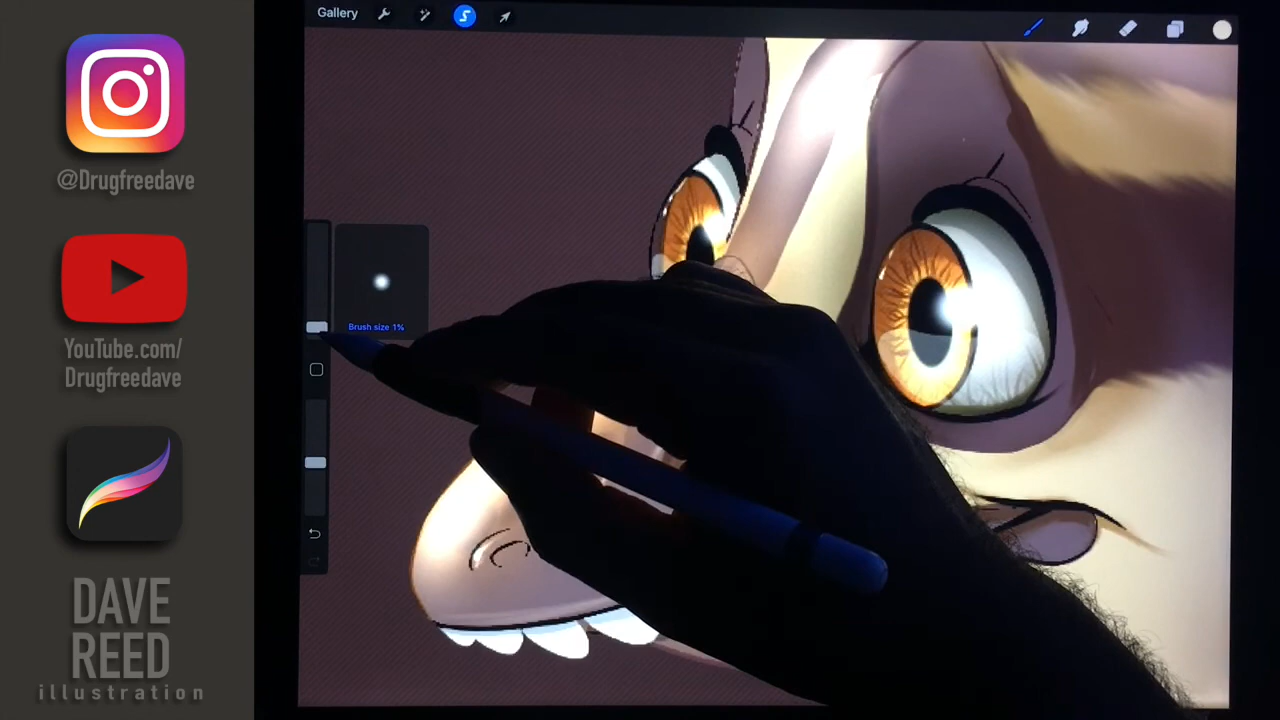 @Drugfreedave
YouTube.com/
Drugfreedave
DAVE
REED
illustration
Gallery
Brush size 1%